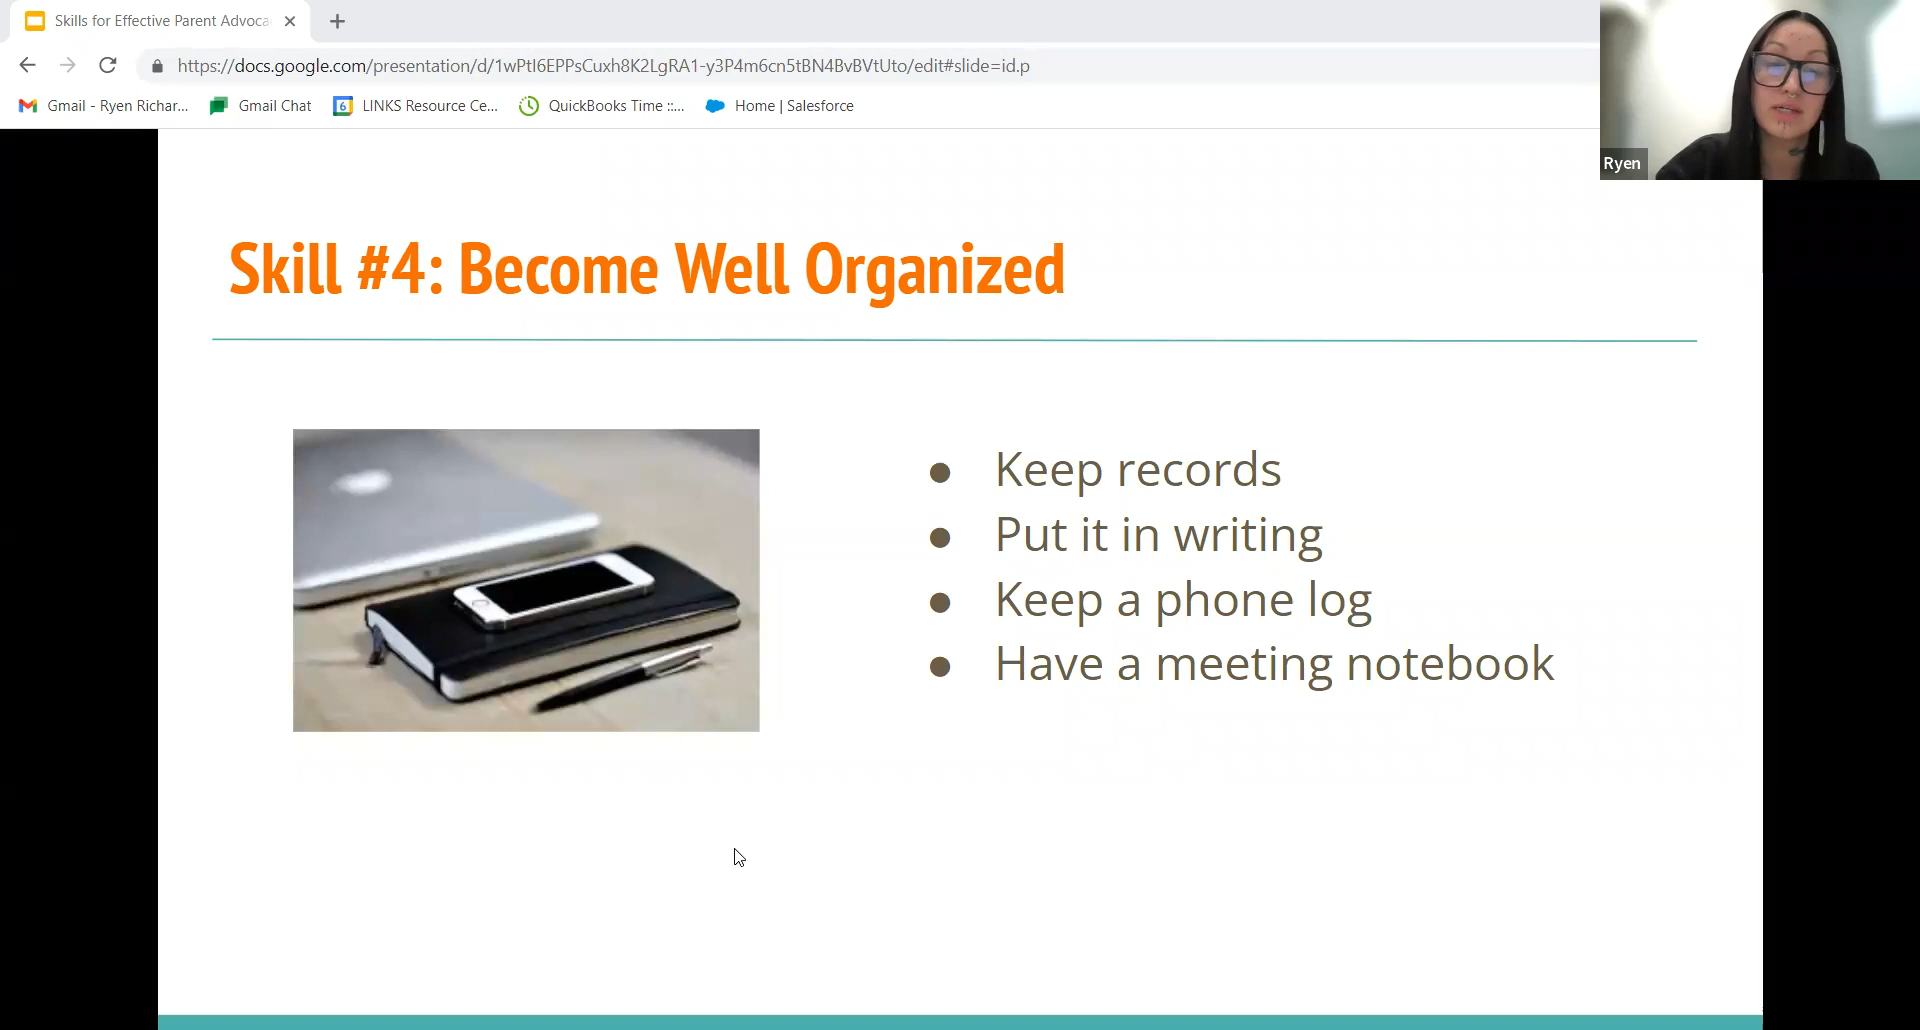 Skills for Effective Parent Advoca
https://docs.google.com/presentation/d/1wPtI6EPPsCuxh8K2LgRA1-y3P4m6cn5tBN4BvBVtUto/edit#slide=id.p
Gmail - Ryen Richar... Gmail Chat 6 LINKS Resource Ce... QuickBooks Time ::... Home | Salesforce
Ryen
Skill #4: Become Well Organized
● Keep records
● Put it in writing
● Keep a phone log
● Have a meeting notebook